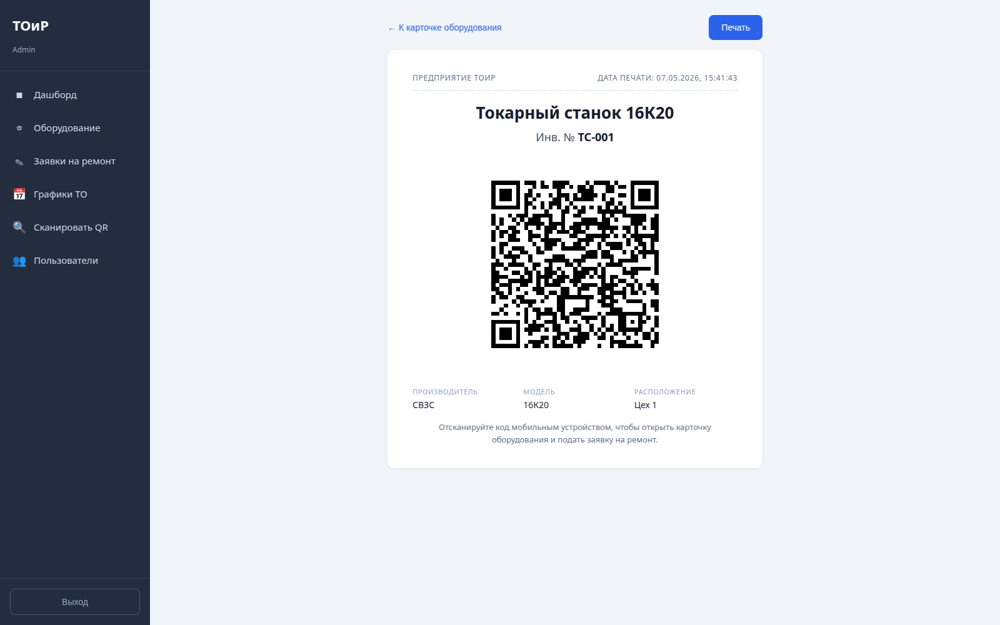 ТОиР
Admin
Дашборд
Оборудование
Заявки на ремонт
Графики ТО
Сканировать QR
Пользователи
Выход
← К карточке оборудования
Печать
ПРЕДПРИЯТИЕ ТОИР
ДАТА ПЕЧАТИ: 07.05.2026, 15:41:43
Токарный станок 16К20
Инв. № ТС-001
ПРОИЗВОДИТЕЛЬ
МОДЕЛЬ
РАСПОЛОЖЕНИЕ
СВЗС
16К20
Цех 1
Отсканируйте код мобильным устройством, чтобы открыть карточку
оборудования и подать заявку на ремонт.